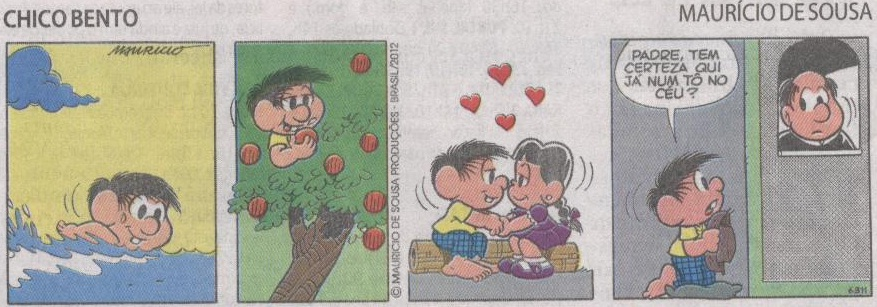 CHICO BENTO
MAURÍCIO DE SOUSA
MAURICIO
© MAURICIO DE SOUSA PRODUÇÕES - BRASIL/2012
PADRE, TEM
CERTEZA QUI
JÁ NUM TÔ NO
CÉU?
6311